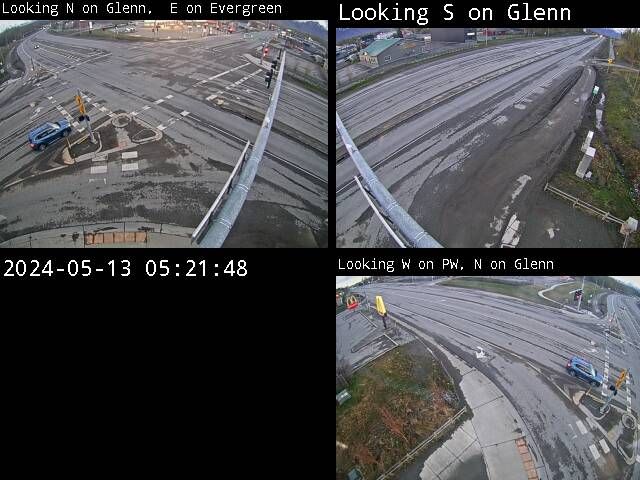 Looking N on Glenn,  E on Evergreen
Looking S on Glenn
2024-05-13 05:21:48
Looking W on PW, N on Glenn